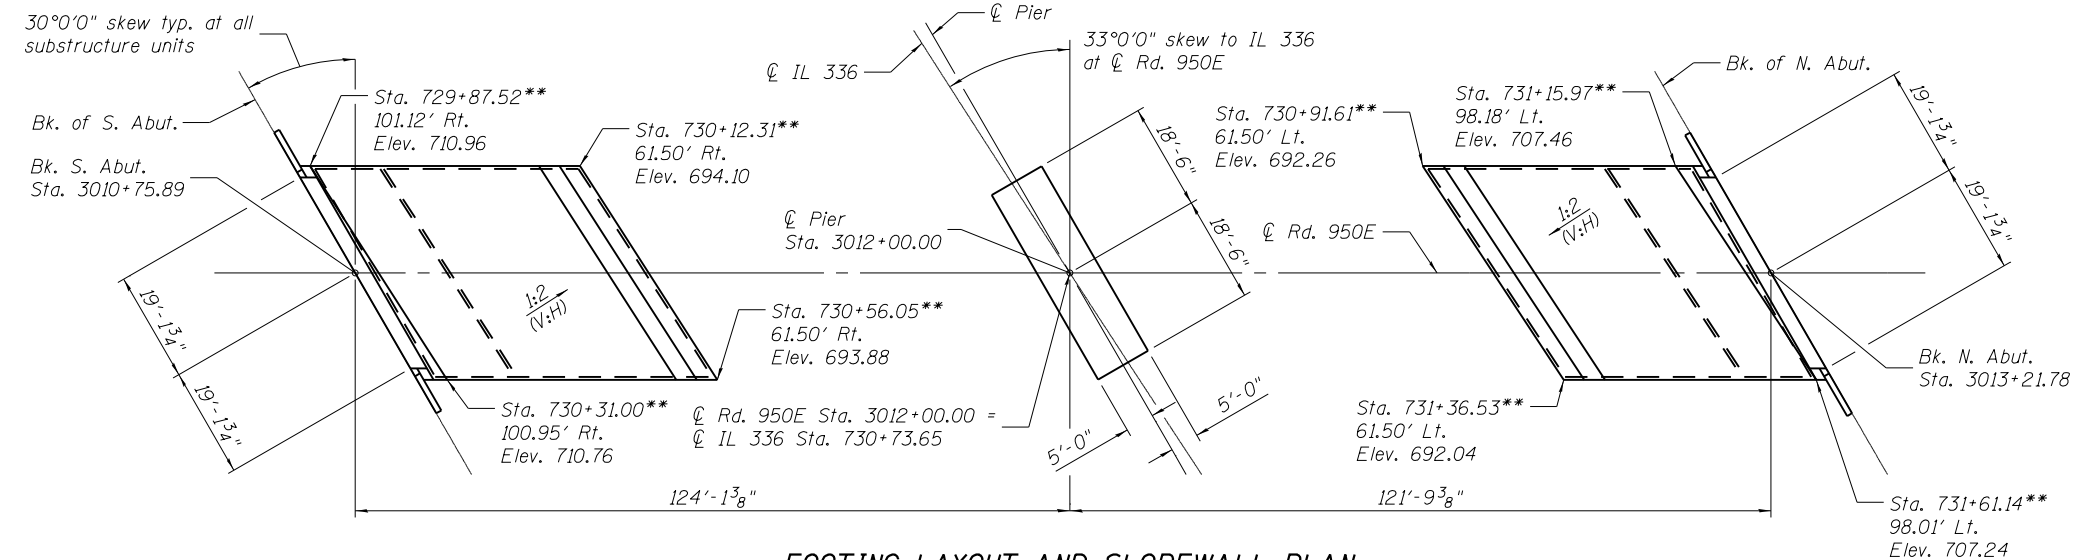 30°0'0" skew typ. at all
substructure units
℄ Pier
℄ IL 336
33°0'0" skew to IL 336
at ℄ Rd. 950E
Bk. of N. Abut.
Bk. of S. Abut.
Bk. S. Abut.
Sta. 3010+75.89
Sta. 729+87.52**
101.12' Rt.
Elev. 710.96
Sta. 730+12.31**
61.50' Rt.
Elev. 694.10
Sta. 730+91.61**
61.50' Lt.
Elev. 692.26
Sta. 731+15.97**
98.18' Lt.
Elev. 707.46
19'-1¾"
19'-1¾"
18'-6"
18'-6"
℄ Pier
Sta. 3012+00.00
℄ Rd. 950E
1:2
(V:H)
1:2
(V:H)
19'-1¾"
19'-1¾"
Sta. 730+56.05**
61.50' Rt.
Elev. 693.88
Sta. 730+31.00**
100.95' Rt.
Elev. 710.76
℄ Rd. 950E Sta. 3012+00.00 =
℄ IL 336 Sta. 730+73.65
5'-0"
5'-0"
Sta. 731+36.53**
61.50' Lt.
Elev. 692.04
Bk. N. Abut.
Sta. 3013+21.78
Sta. 731+61.14**
98.01' Lt.
Elev. 707.24
124'-1⅜"
121'-9⅜"
FOOTING LAYOUT AND SLOPEWALL PLAN